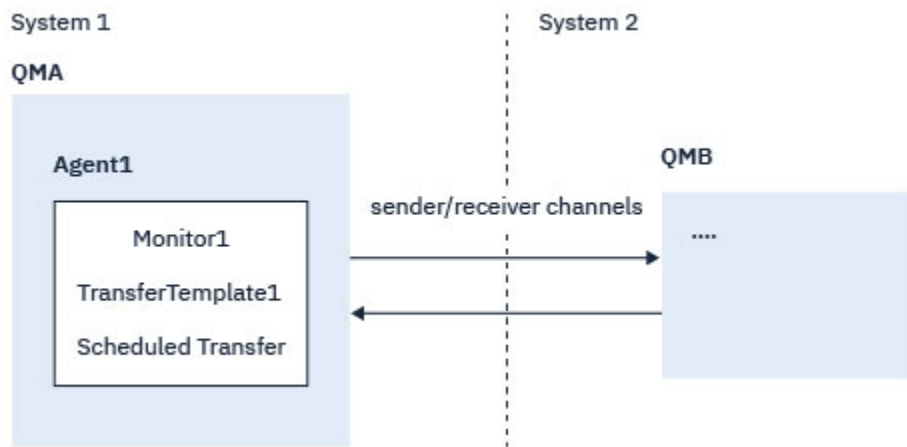 System 1
System 2
QMA
Agent1
QMB
sender/receiver channels
Monitor1
....
TransferTemplate1
Scheduled Transfer